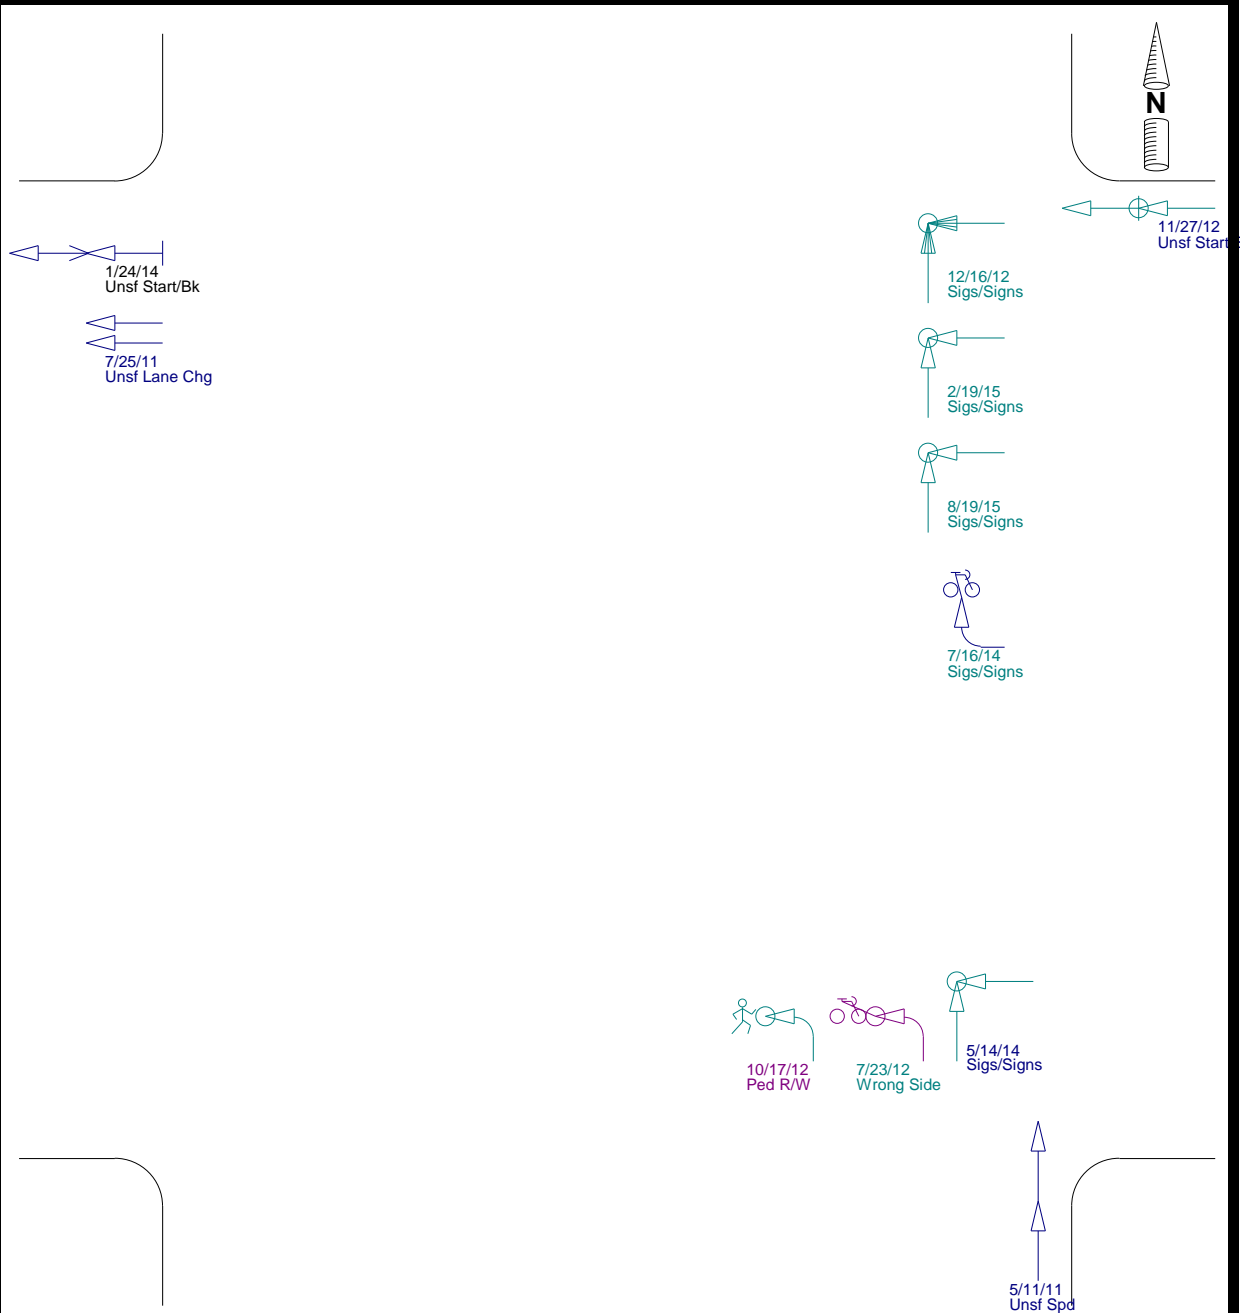 N
11/27/12
Unsf Start
1/24/14
Unsf Start/Bk
12/16/12
Sigs/Signs
7/25/11
Unsf Lane Chg
2/19/15
Sigs/Signs
8/19/15
Sigs/Signs
7/16/14
Sigs/Signs
10/17/12
Ped R/W
7/23/12
Wrong Side
5/14/14
Sigs/Signs
5/11/11
Unsf Spd